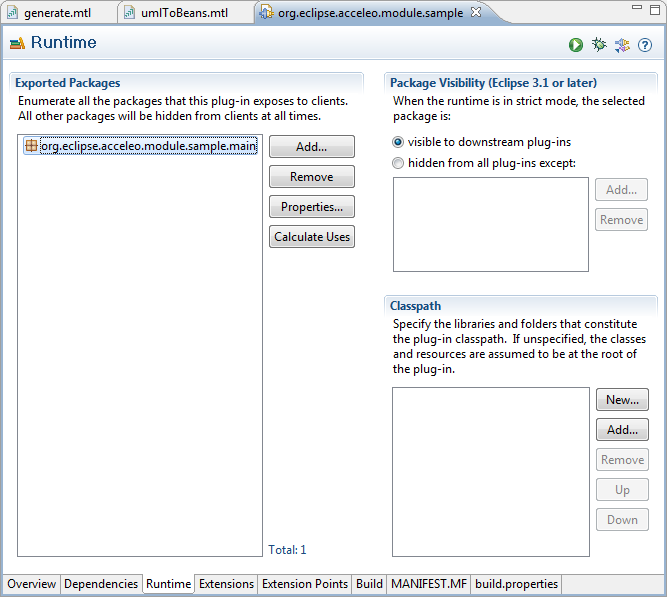 generate.mtl
umlToBeans.mtl
org.eclipse.acceleo.module.sample
Runtime
Exported Packages
Enumerate all the packages that this plug-in exposes to clients.
All other packages will be hidden from clients at all times.
org.eclipse.acceleo.module.sample.main
Add...
Remove
Properties...
Calculate Uses
Total: 1
Package Visibility (Eclipse 3.1 or later)
When the runtime is in strict mode, the selected
package is:
visible to downstream plug-ins
hidden from all plug-ins except:
Add...
Remove
Classpath
Specify the libraries and folders that constitute
the plug-in classpath.  If unspecified, the classes
and resources are assumed to be at the root of
the plug-in.
New...
Add...
Remove
Up
Down
Overview
Dependencies
Runtime
Extensions
Extension Points
Build
MANIFEST.MF
build.properties